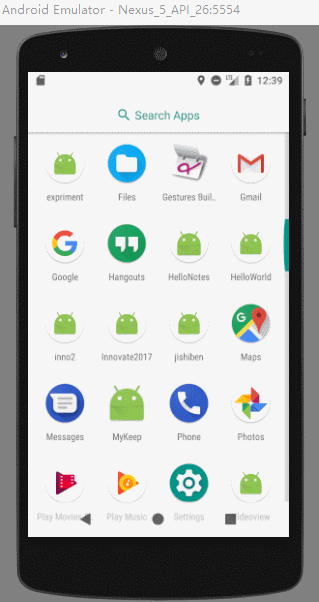 Android Emulator - Nexus_5_API_26:5554
LTE 12:39
Search Apps
expriment Files Gestures Buil.. Gmail
Google Hangouts HelloNotes HelloWorld
inno2 Innovate2017 jishiben Maps
Messages MyKeep Phone Photos
Play Movies Play Music Settings Videoview